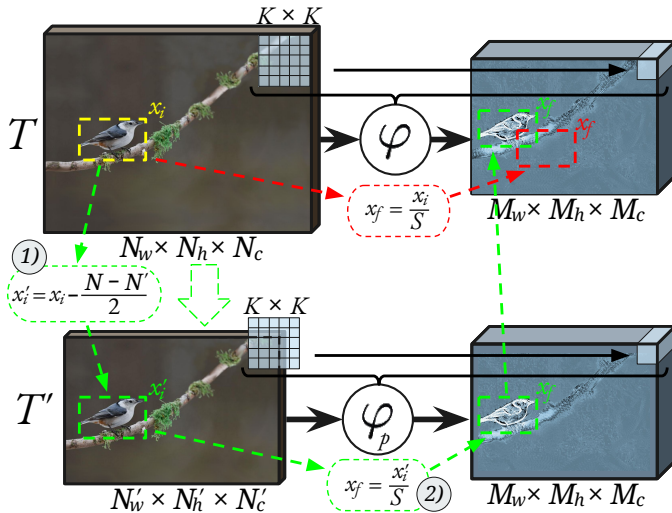 K × K
x_i
x_f
x_f
T
φ
x_f = x_i / S
N_w × N_h × N_c
M_w × M_h × M_c
1)
x_i' = x_i - (N - N') / 2
K × K
x_i'
x_f
T'
φ_p
x_f = x_i' / S
2)
N_w' × N_h' × N_c'
M_w × M_h × M_c